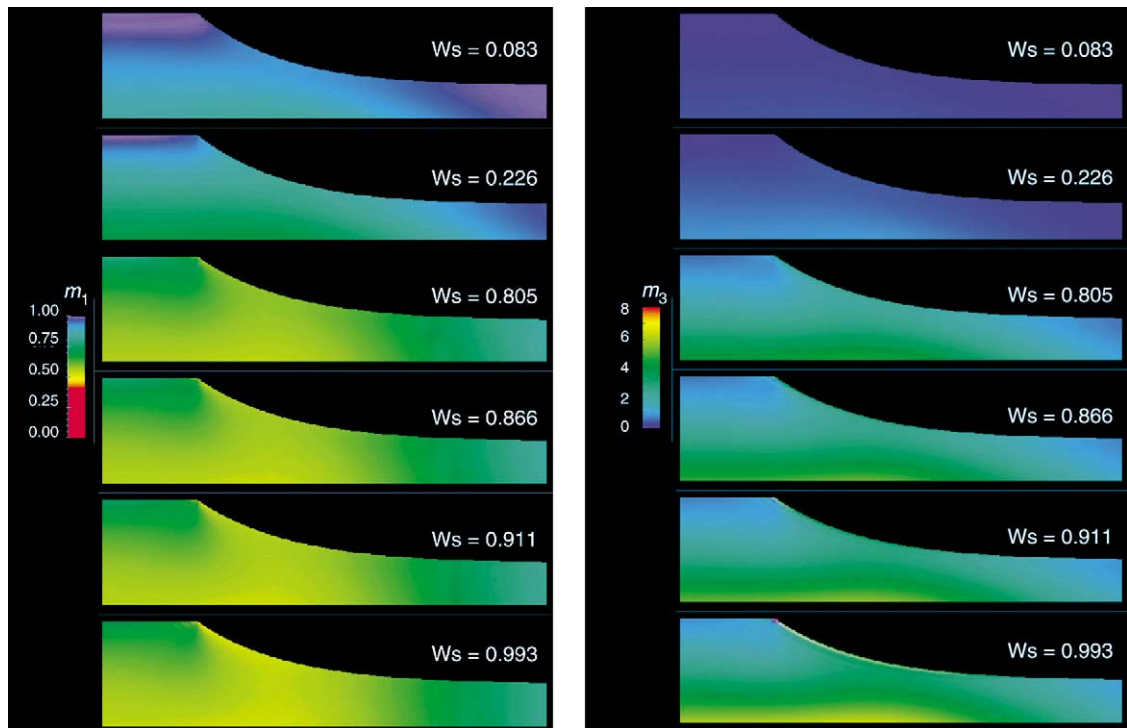 Ws = 0.083
Ws = 0.226
Ws = 0.805
m1
1.00
0.75
0.50
0.25
0.00
Ws = 0.866
Ws = 0.911
Ws = 0.993
Ws = 0.083
Ws = 0.226
Ws = 0.805
m3
8
6
4
2
0
Ws = 0.866
Ws = 0.911
Ws = 0.993